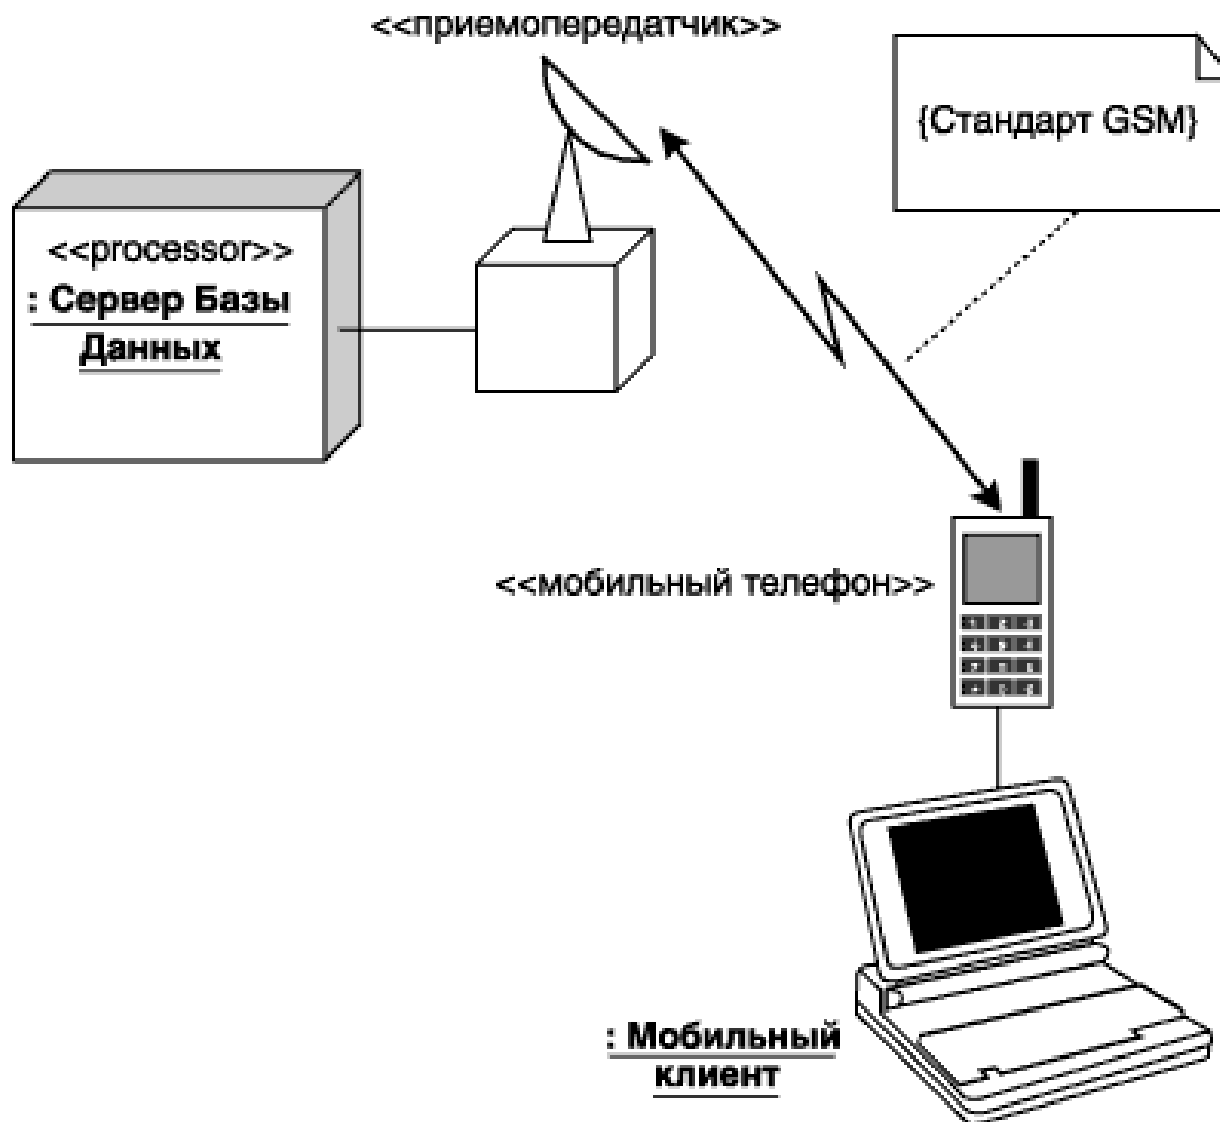 <<приемопередатчик>>
{Стандарт GSM}
<<processor>>
: Сервер Базы
Данных
<<мобильный телефон>>
: Мобильный
клиент